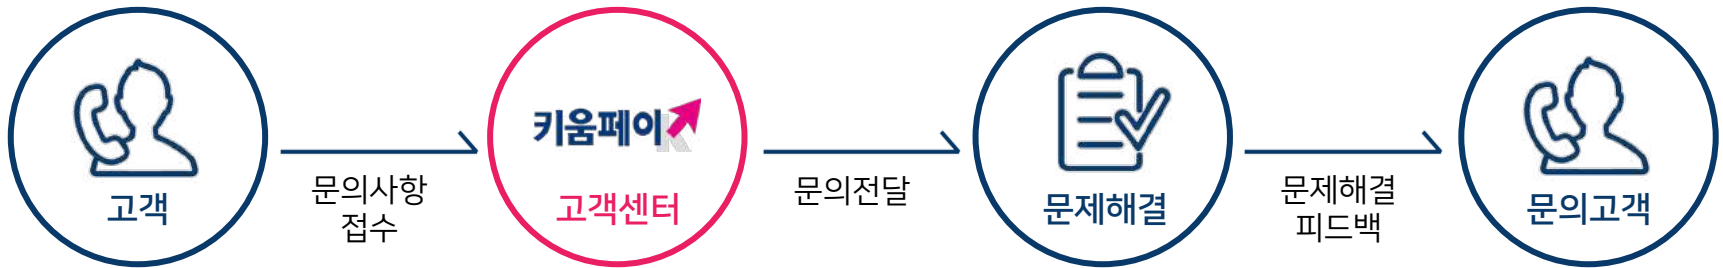 키움페이
고객
문의사항
접수
고객센터
문의전달
문제해결
문제해결
피드백
문의고객